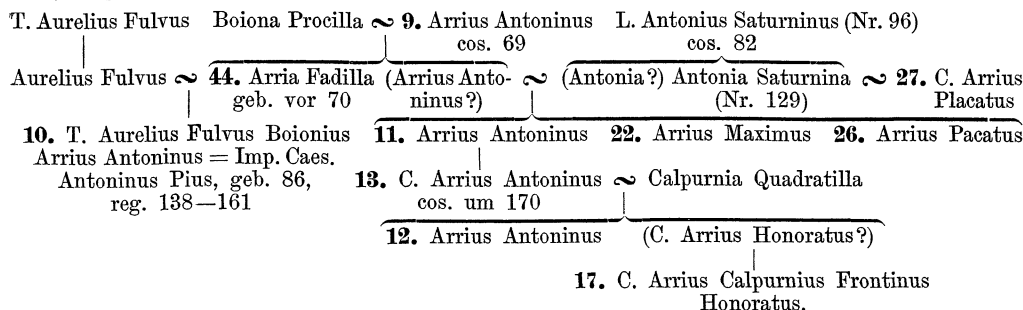 T. Aurelius Fulvus Boiona Procilla ∾ 9. Arrius Antoninus L. Antonius Saturninus (Nr. 96)
cos. 69 cos. 82
Aurelius Fulvus ∾ 44. Arria Fadilla (Arrius Anto- ∾ (Antonia?) Antonia Saturnina ∾ 27. C. Arrius
geb. vor 70 ninus?) (Nr. 129) Placatus
10. T. Aurelius Fulvus Boionius 11. Arrius Antoninus 22. Arrius Maximus 26. Arrius Pacatus
Arrius Antoninus = Imp. Caes.
Antoninus Pius, geb. 86, 13. C. Arrius Antoninus ∾ Calpurnia Quadratilla
reg. 138—161 cos. um 170
12. Arrius Antoninus (C. Arrius Honoratus?)
17. C. Arrius Calpurnius Frontinus
Honoratus.